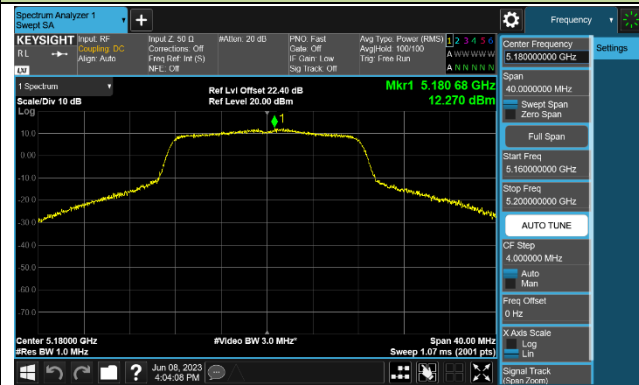 Spectrum Analyzer 1
Swept SA
Frequency
KEYSIGHT
RL
Input: RF
Coupling: DC
Align: Auto
Input Z: 50 Ω
Corrections: Off
Freq Ref: Int (S)
NFE: Off
#Atten: 20 dB
PNO: Fast
Gate: Off
IF Gain: Low
Sig Track: Off
Avg Type: Power (RMS)
Avg|Hold: 100/100
Trig: Free Run
1 2 3 4 5 6
A W W W W W
A N N N N N
1 Spectrum
Scale/Div 10 dB
Log
Ref Lvl Offset 22.40 dB
Ref Level 20.00 dBm
Mkr1 5.180 68 GHz
12.270 dBm
1
10.0
0.00
-10.0
-20.0
-30.0
-40.0
-50.0
-60.0
-70.0
Center 5.18000 GHz
#Res BW 1.0 MHz
#Video BW 3.0 MHz*
Span 40.00 MHz
Sweep 1.07 ms (2001 pts)
Jun 08, 2023
4:04:08 PM
Center Frequency
5.180000000 GHz
Settings
Span
40.0000000 MHz
Swept Span
Zero Span
Full Span
Start Freq
5.160000000 GHz
Stop Freq
5.200000000 GHz
AUTO TUNE
CF Step
4.000000 MHz
Auto
Man
Freq Offset
0 Hz
X Axis Scale
Log
Lin
Signal Track
(Span Zoom)